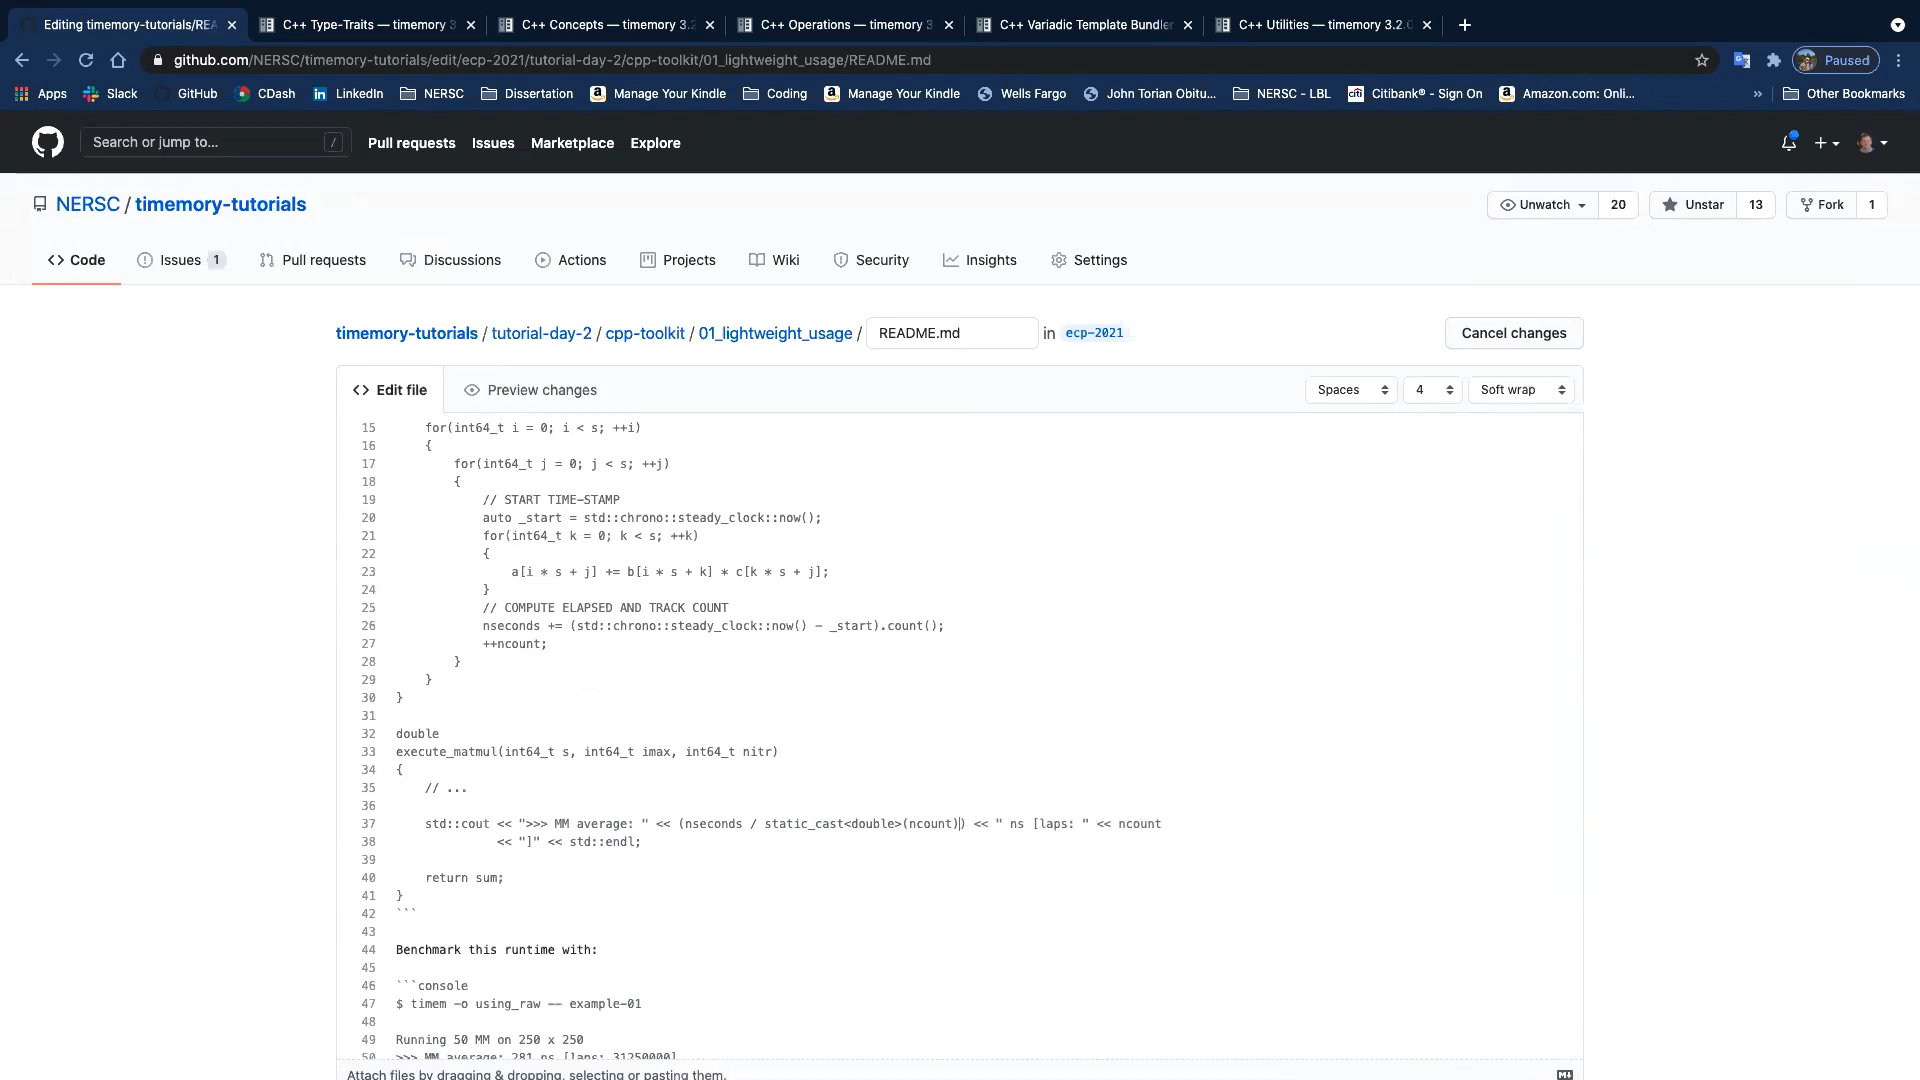 Editing timemory-tutorials/REA
C++ Type-Traits — timemory 3
C++ Concepts — timemory 3.2
C++ Operations — timemory 3
C++ Variadic Template Bundler
C++ Utilities — timemory 3.2.0
github.com/NERSC/timemory-tutorials/edit/ecp-2021/tutorial-day-2/cpp-toolkit/01_lightweight_usage/README.md
Paused
Apps Slack GitHub CDash LinkedIn NERSC Dissertation Manage Your Kindle Coding Manage Your Kindle Wells Fargo John Torian Obitu... NERSC - LBL Citibank® - Sign On Amazon.com: Onli... » Other Bookmarks
Search or jump to... /
Pull requests Issues Marketplace Explore
NERSC / timemory-tutorials
Unwatch 20 Unstar 13 Fork 1
Code Issues 1 Pull requests Discussions Actions Projects Wiki Security Insights Settings
timemory-tutorials / tutorial-day-2 / cpp-toolkit / 01_lightweight_usage / README.md in ecp-2021
Cancel changes
Edit file Preview changes Spaces 4 Soft wrap
15 for(int64_t i = 0; i < s; ++i)
16 {
17 for(int64_t j = 0; j < s; ++j)
18 {
19 // START TIME-STAMP
20 auto _start = std::chrono::steady_clock::now();
21 for(int64_t k = 0; k < s; ++k)
22 {
23 a[i * s + j] += b[i * s + k] * c[k * s + j];
24 }
25 // COMPUTE ELAPSED AND TRACK COUNT
26 nseconds += (std::chrono::steady_clock::now() - _start).count();
27 ++ncount;
28 }
29 }
30 }
31
32 double
33 execute_matmul(int64_t s, int64_t imax, int64_t nitr)
34 {
35 // ...
36
37 std::cout << ">>> MM average: " << (nseconds / static_cast<double>(ncount)) << " ns [laps: " << ncount
38 << "]" << std::endl;
39
40 return sum;
41 }
42 ```
43
44 Benchmark this runtime with:
45
46 ```console
47 $ timem -o using_raw -- example-01
48
49 Running 50 MM on 250 x 250
50 >>> MM average: 281 ns [laps: 31250000]
Attach files by dragging & dropping, selecting or pasting them.